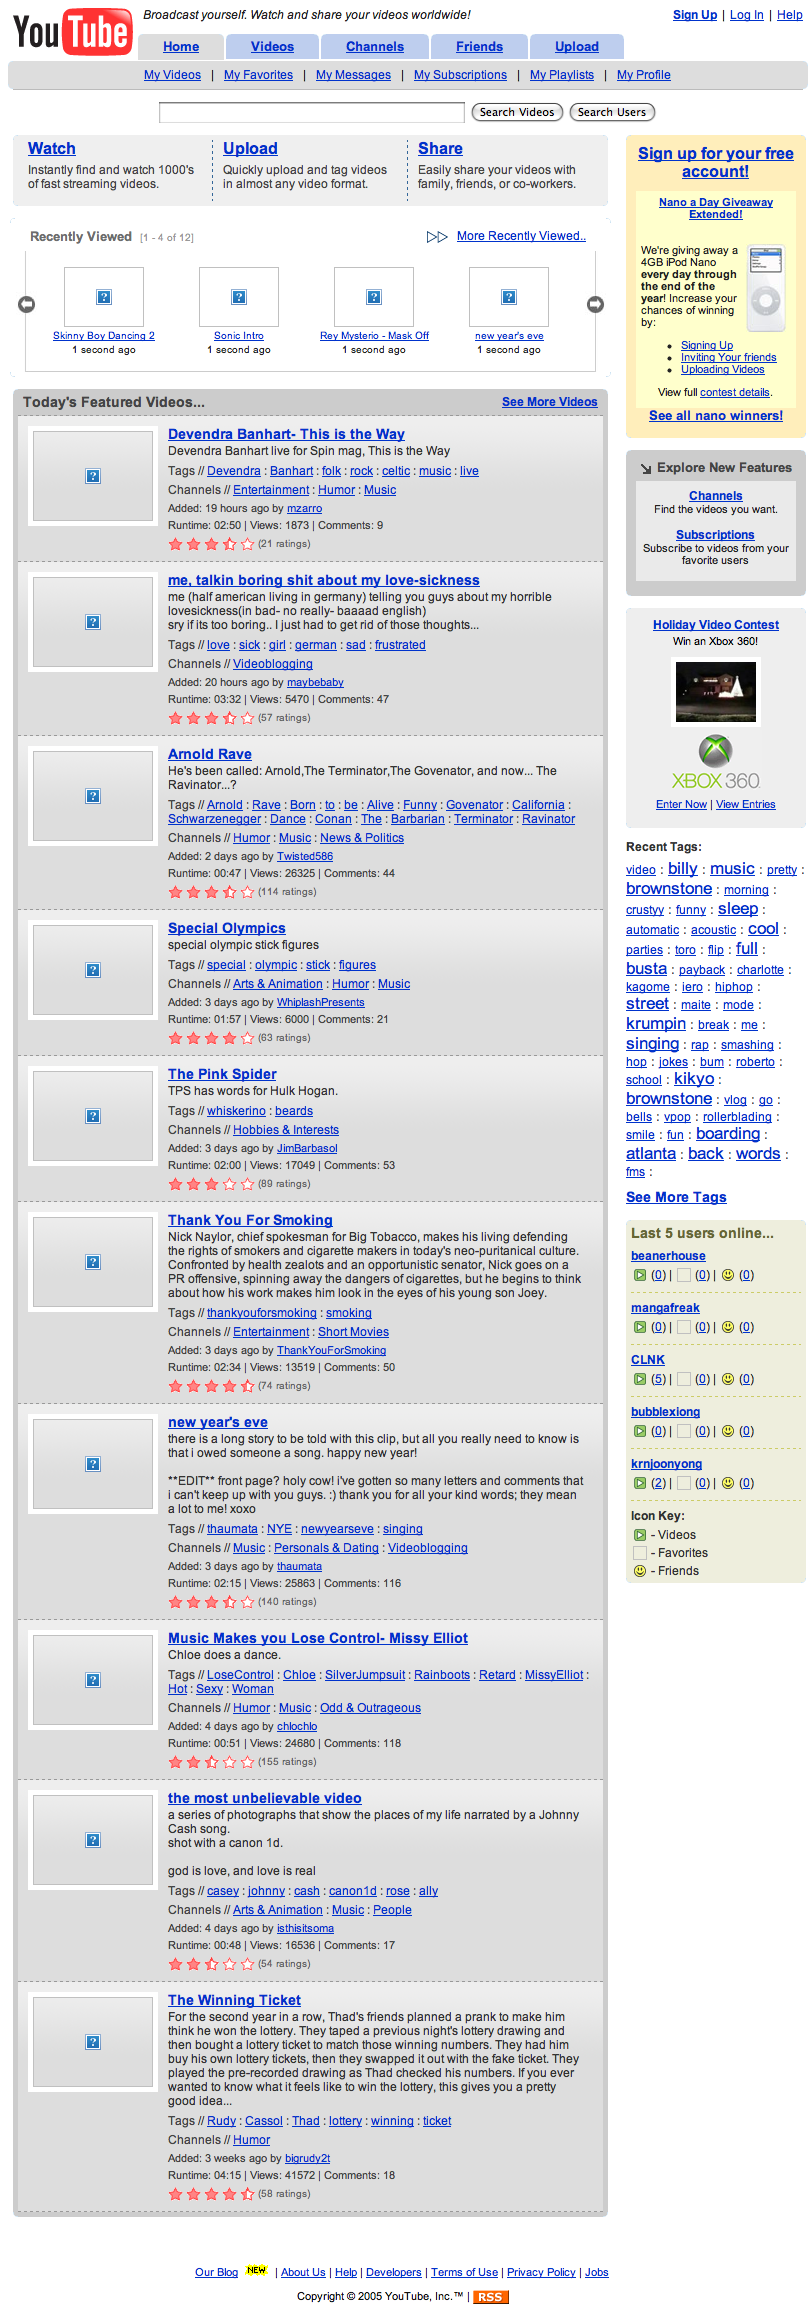 YouTube
Broadcast yourself. Watch and share your videos worldwide!
Sign Up | Log In | Help
Home Videos Channels Friends Upload
My Videos | My Favorites | My Messages | My Subscriptions | My Playlists | My Profile
Search Videos Search Users
Watch
Instantly find and watch 1000's
of fast streaming videos.
Upload
Quickly upload and tag videos
in almost any video format.
Share
Easily share your videos with
family, friends, or co-workers.
Recently Viewed [1 - 4 of 12]
More Recently Viewed..
Skinny Boy Dancing 2
1 second ago
Sonic Intro
1 second ago
Rey Mysterio - Mask Off
1 second ago
new year's eve
1 second ago
Today's Featured Videos...
See More Videos
Devendra Banhart- This is the Way
Devendra Banhart live for Spin mag, This is the Way
Tags // Devendra : Banhart : folk : rock : celtic : music : live
Channels // Entertainment : Humor : Music
Added: 19 hours ago by mzarro
Runtime: 02:50 | Views: 1873 | Comments: 9
(21 ratings)
me, talkin boring shit about my love-sickness
me (half american living in germany) telling you guys about my horrible
lovesickness(in bad- no really- baaaad english)
sry if its too boring.. I just had to get rid of those thoughts...
Tags // love : sick : girl : german : sad : frustrated
Channels // Videoblogging
Added: 20 hours ago by maybebaby
Runtime: 03:32 | Views: 5470 | Comments: 47
(57 ratings)
Arnold Rave
He's been called: Arnold,The Terminator,The Govenator, and now... The
Ravinator...?
Tags // Arnold : Rave : Born : to : be : Alive : Funny : Govenator : California :
Schwarzenegger : Dance : Conan : The : Barbarian : Terminator : Ravinator
Channels // Humor : Music : News & Politics
Added: 2 days ago by Twisted586
Runtime: 00:47 | Views: 26325 | Comments: 44
(114 ratings)
Special Olympics
special olympic stick figures
Tags // special : olympic : stick : figures
Channels // Arts & Animation : Humor : Music
Added: 3 days ago by WhiplashPresents
Runtime: 01:57 | Views: 6000 | Comments: 21
(63 ratings)
The Pink Spider
TPS has words for Hulk Hogan.
Tags // whiskerino : beards
Channels // Hobbies & Interests
Added: 3 days ago by JimBarbasol
Runtime: 02:00 | Views: 17049 | Comments: 53
(89 ratings)
Thank You For Smoking
Nick Naylor, chief spokesman for Big Tobacco, makes his living defending
the rights of smokers and cigarette makers in today's neo-puritanical culture.
Confronted by health zealots and an opportunistic senator, Nick goes on a
PR offensive, spinning away the dangers of cigarettes, but he begins to think
about how his work makes him look in the eyes of his young son Joey.
Tags // thankyouforsmoking : smoking
Channels // Entertainment : Short Movies
Added: 3 days ago by ThankYouForSmoking
Runtime: 02:34 | Views: 13519 | Comments: 50
(74 ratings)
new year's eve
there is a long story to be told with this clip, but all you really need to know is
that i owed someone a song. happy new year!
**EDIT** front page? holy cow! i've gotten so many letters and comments that
i can't keep up with you guys. :) thank you for all your kind words; they mean
a lot to me! xoxo
Tags // thaumata : NYE : newyearseve : singing
Channels // Music : Personals & Dating : Videoblogging
Added: 3 days ago by thaumata
Runtime: 02:15 | Views: 25863 | Comments: 116
(140 ratings)
Music Makes you Lose Control- Missy Elliot
Chloe does a dance.
Tags // LoseControl : Chloe : SilverJumpsuit : Rainboots : Retard : MissyElliot :
Hot : Sexy : Woman
Channels // Humor : Music : Odd & Outrageous
Added: 4 days ago by chlochlo
Runtime: 00:51 | Views: 24680 | Comments: 118
(155 ratings)
the most unbelievable video
a series of photographs that show the places of my life narrated by a Johnny
Cash song.
shot with a canon 1d.
god is love, and love is real
Tags // casey : johnny : cash : canon1d : rose : ally
Channels // Arts & Animation : Music : People
Added: 4 days ago by isthisitsoma
Runtime: 00:48 | Views: 16536 | Comments: 17
(54 ratings)
The Winning Ticket
For the second year in a row, Thad's friends planned a prank to make him
think he won the lottery. They taped a previous night's lottery drawing and
then bought a lottery ticket to match those winning numbers. They had him
buy his own lottery tickets, then they swapped it out with the fake ticket. They
played the pre-recorded drawing as Thad checked his numbers. If you ever
wanted to know what it feels like to win the lottery, this gives you a pretty
good idea...
Tags // Rudy : Cassol : Thad : lottery : winning : ticket
Channels // Humor
Added: 3 weeks ago by bigrudy2t
Runtime: 04:15 | Views: 41572 | Comments: 18
(58 ratings)
Sign up for your free
account!
Nano a Day Giveaway
Extended!
We're giving away a
4GB iPod Nano
every day through
the end of the
year! Increase your
chances of winning
by:
Signing Up
Inviting Your friends
Uploading Videos
View full contest details.
See all nano winners!
Explore New Features
Channels
Find the videos you want.
Subscriptions
Subscribe to videos from your
favorite users
Holiday Video Contest
Win an Xbox 360!
XBOX 360
Enter Now | View Entries
Recent Tags:
video : billy : music : pretty :
brownstone : morning :
crustyy : funny : sleep :
automatic : acoustic : cool :
parties : toro : flip : full :
busta : payback : charlotte :
kagome : iero : hiphop :
street : maite : mode :
krumpin : break : me :
singing : rap : smashing :
hop : jokes : bum : roberto :
school : kikyo :
brownstone : vlog : go :
bells : vpop : rollerblading :
smile : fun : boarding :
atlanta : back : words :
fms :
See More Tags
Last 5 users online...
beanerhouse
(0) | (0) | (0)
mangafreak
(0) | (0) | (0)
CLNK
(5) | (0) | (0)
bubblexiong
(0) | (0) | (0)
krnjoonyong
(2) | (0) | (0)
Icon Key:
- Videos
- Favorites
- Friends
Our Blog NEW | About Us | Help | Developers | Terms of Use | Privacy Policy | Jobs
Copyright © 2005 YouTube, Inc.™ | RSS